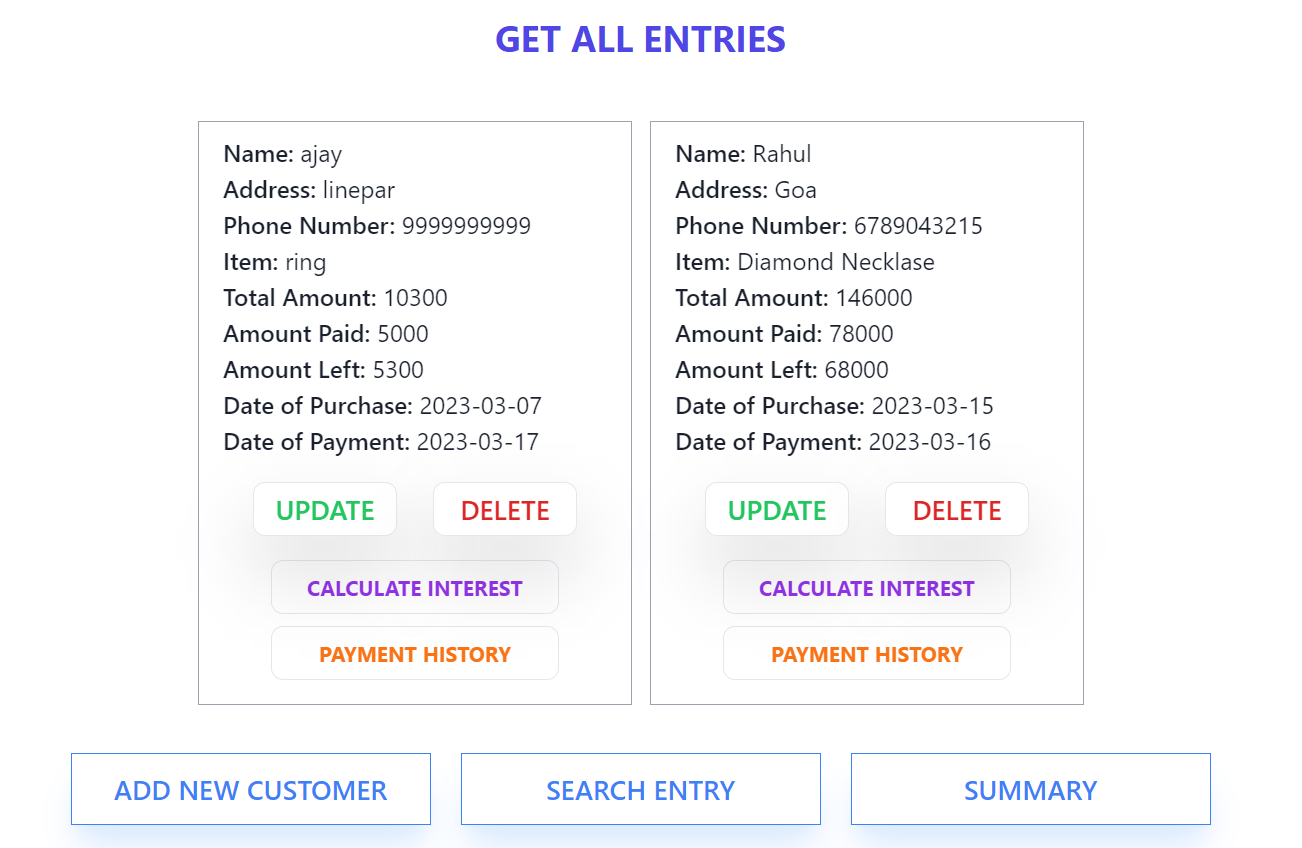 GET ALL ENTRIES
Name: ajay
Address: linepar
Phone Number: 9999999999
Item: ring
Total Amount: 10300
Amount Paid: 5000
Amount Left: 5300
Date of Purchase: 2023-03-07
Date of Payment: 2023-03-17
UPDATE DELETE
CALCULATE INTEREST
PAYMENT HISTORY
Name: Rahul
Address: Goa
Phone Number: 6789043215
Item: Diamond Necklase
Total Amount: 146000
Amount Paid: 78000
Amount Left: 68000
Date of Purchase: 2023-03-15
Date of Payment: 2023-03-16
UPDATE DELETE
CALCULATE INTEREST
PAYMENT HISTORY
ADD NEW CUSTOMER SEARCH ENTRY SUMMARY